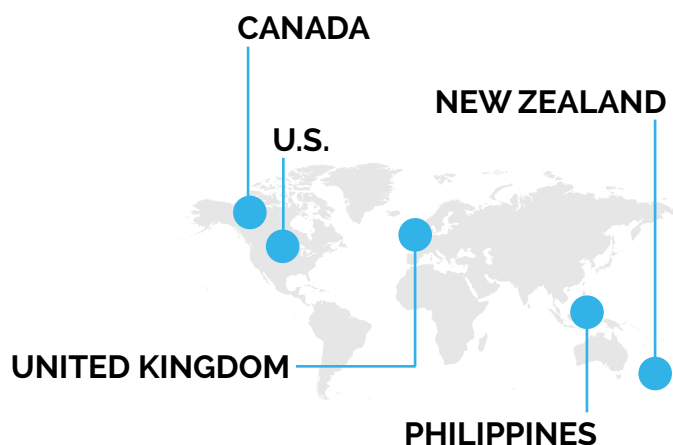 CANADA
NEW ZEALAND
U.S.
UNITED KINGDOM
PHILIPPINES